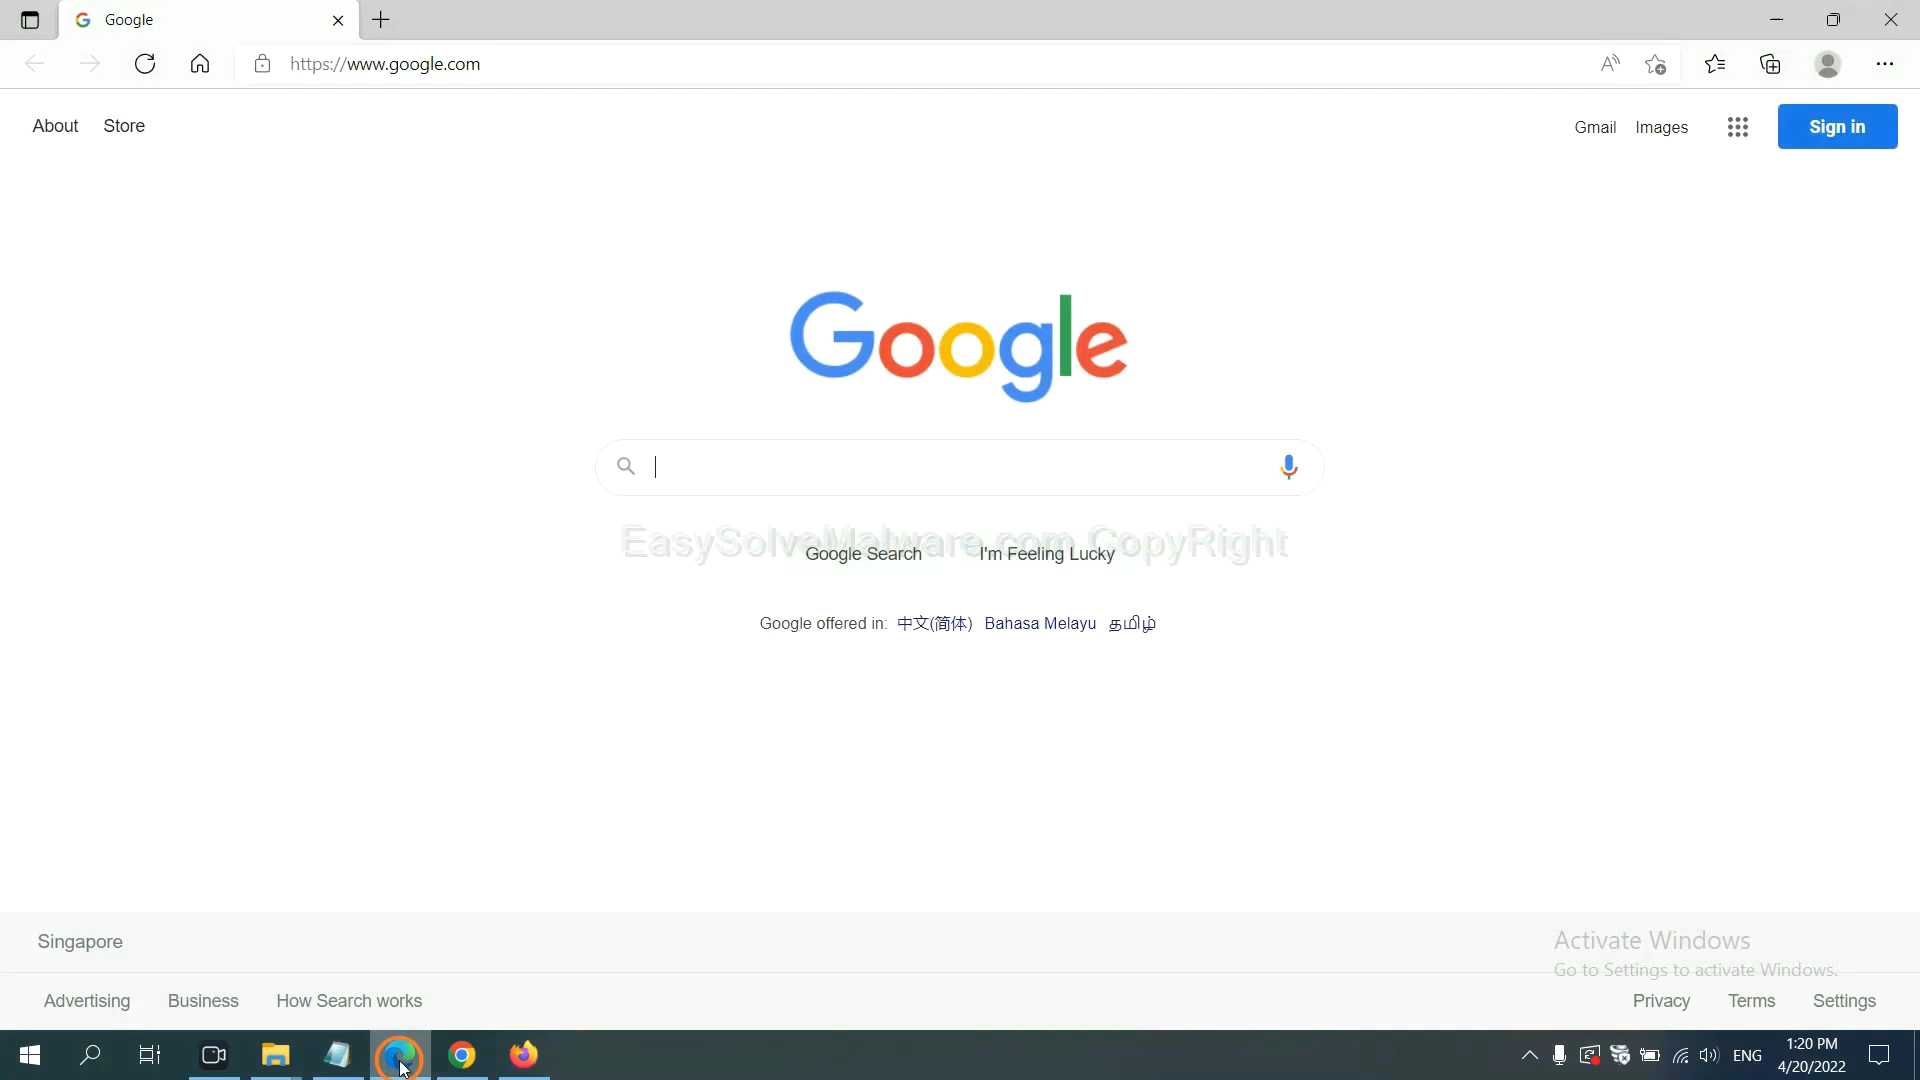 Google
https://www.google.com
About Store
Gmail Images Sign in
Google
EasySolveMalware.com CopyRight
Google Search I'm Feeling Lucky
Google offered in: 中文(简体) Bahasa Melayu தமிழ்
Singapore
Activate Windows
Go to Settings to activate Windows.
Advertising Business How Search works
Privacy Terms Settings
ENG
1:20 PM
4/20/2022